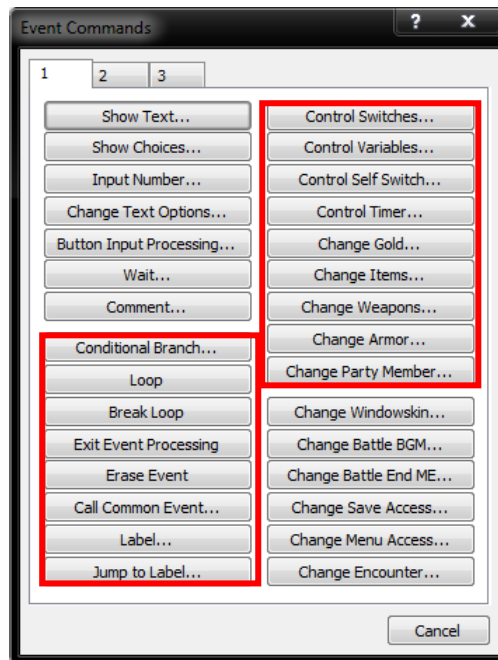 Event Commands
1 2 3
Show Text...
Show Choices...
Input Number...
Change Text Options...
Button Input Processing...
Wait...
Comment...
Conditional Branch...
Loop
Break Loop
Exit Event Processing
Erase Event
Call Common Event...
Label...
Jump to Label...
Control Switches...
Control Variables...
Control Self Switch...
Control Timer...
Change Gold...
Change Items...
Change Weapons...
Change Armor...
Change Party Member...
Change Windowskin...
Change Battle BGM...
Change Battle End ME...
Change Save Access...
Change Menu Access...
Change Encounter...
Cancel